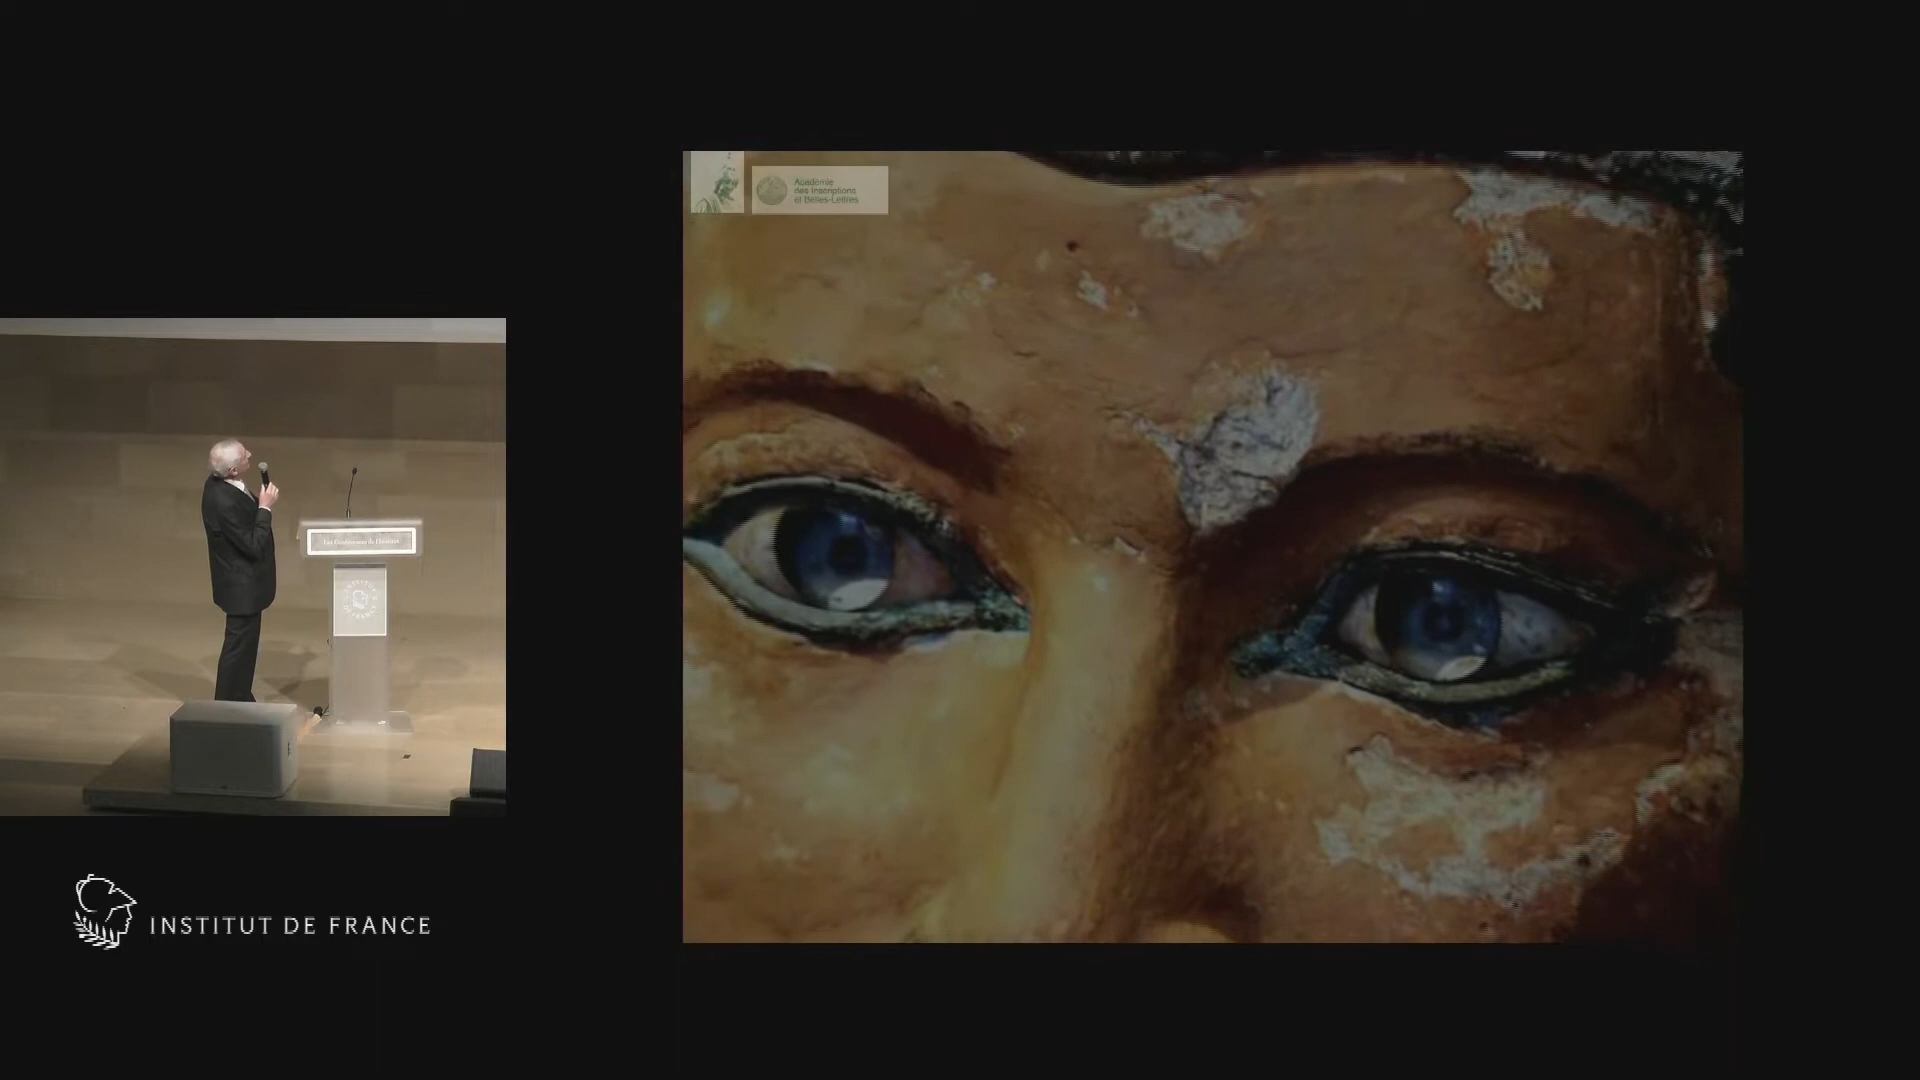 Académie
des Inscriptions
et Belles-Lettres
INSTITUT DE FRANCE